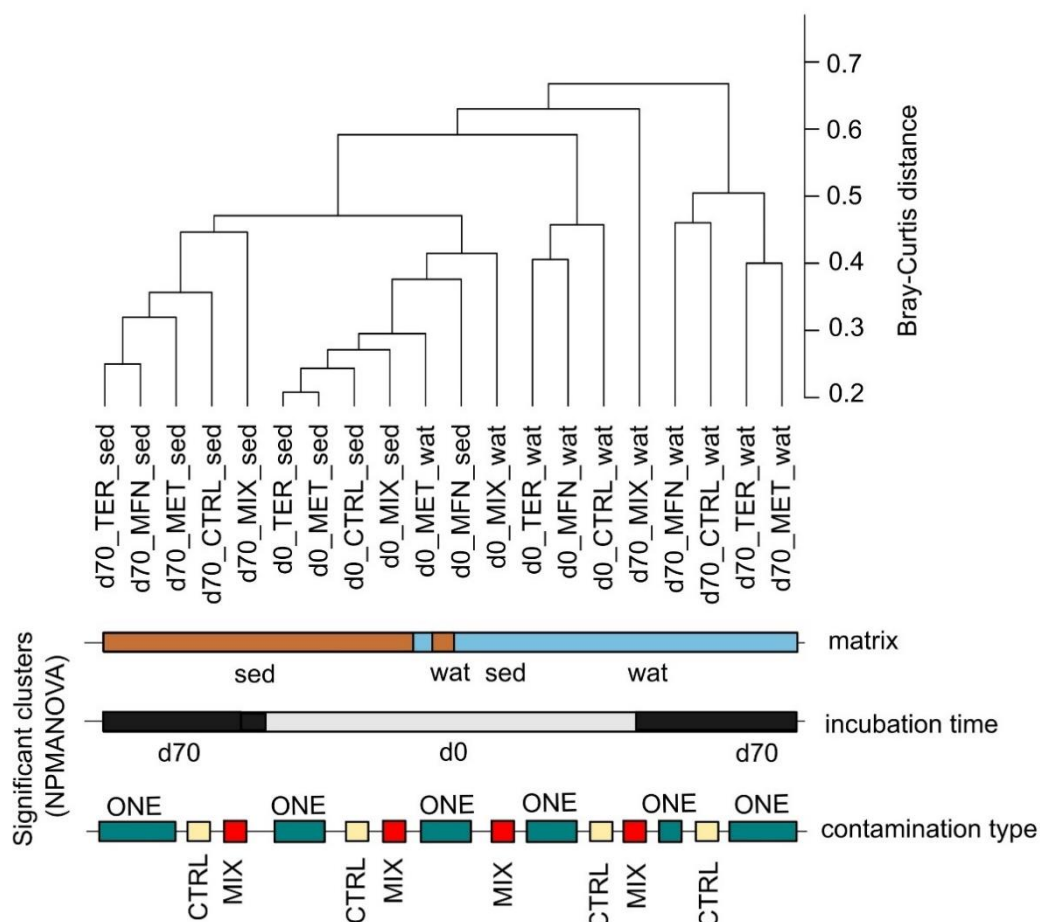 0.7
0.6
0.5
0.4
0.3
0.2
Bray-Curtis distance
d70_TER_sed
d70_MFN_sed
d70_MET_sed
d70_CTRL_sed
d70_MIX_sed
d0_TER_sed
d0_MET_sed
d0_CTRL_sed
d0_MIX_sed
d0_MET_wat
d0_MFN_sed
d0_MIX_wat
d0_TER_wat
d0_MFN_wat
d0_CTRL_wat
d70_MIX_wat
d70_MFN_wat
d70_CTRL_wat
d70_TER_wat
d70_MET_wat
Significant clusters
(NPMANOVA)
matrix
sed wat sed wat
incubation time
d70 d0 d70
ONE ONE ONE ONE ONE ONE
contamination type
CTRL MIX CTRL MIX MIX CTRL MIX CTRL